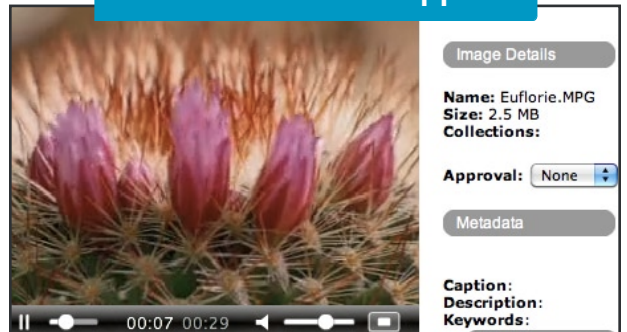 Image Details
Name: Euflorie.MPG
Size: 2.5 MB
Collections:
Approval: None
Metadata
Caption:
Description:
Keywords:
00:07 00:29